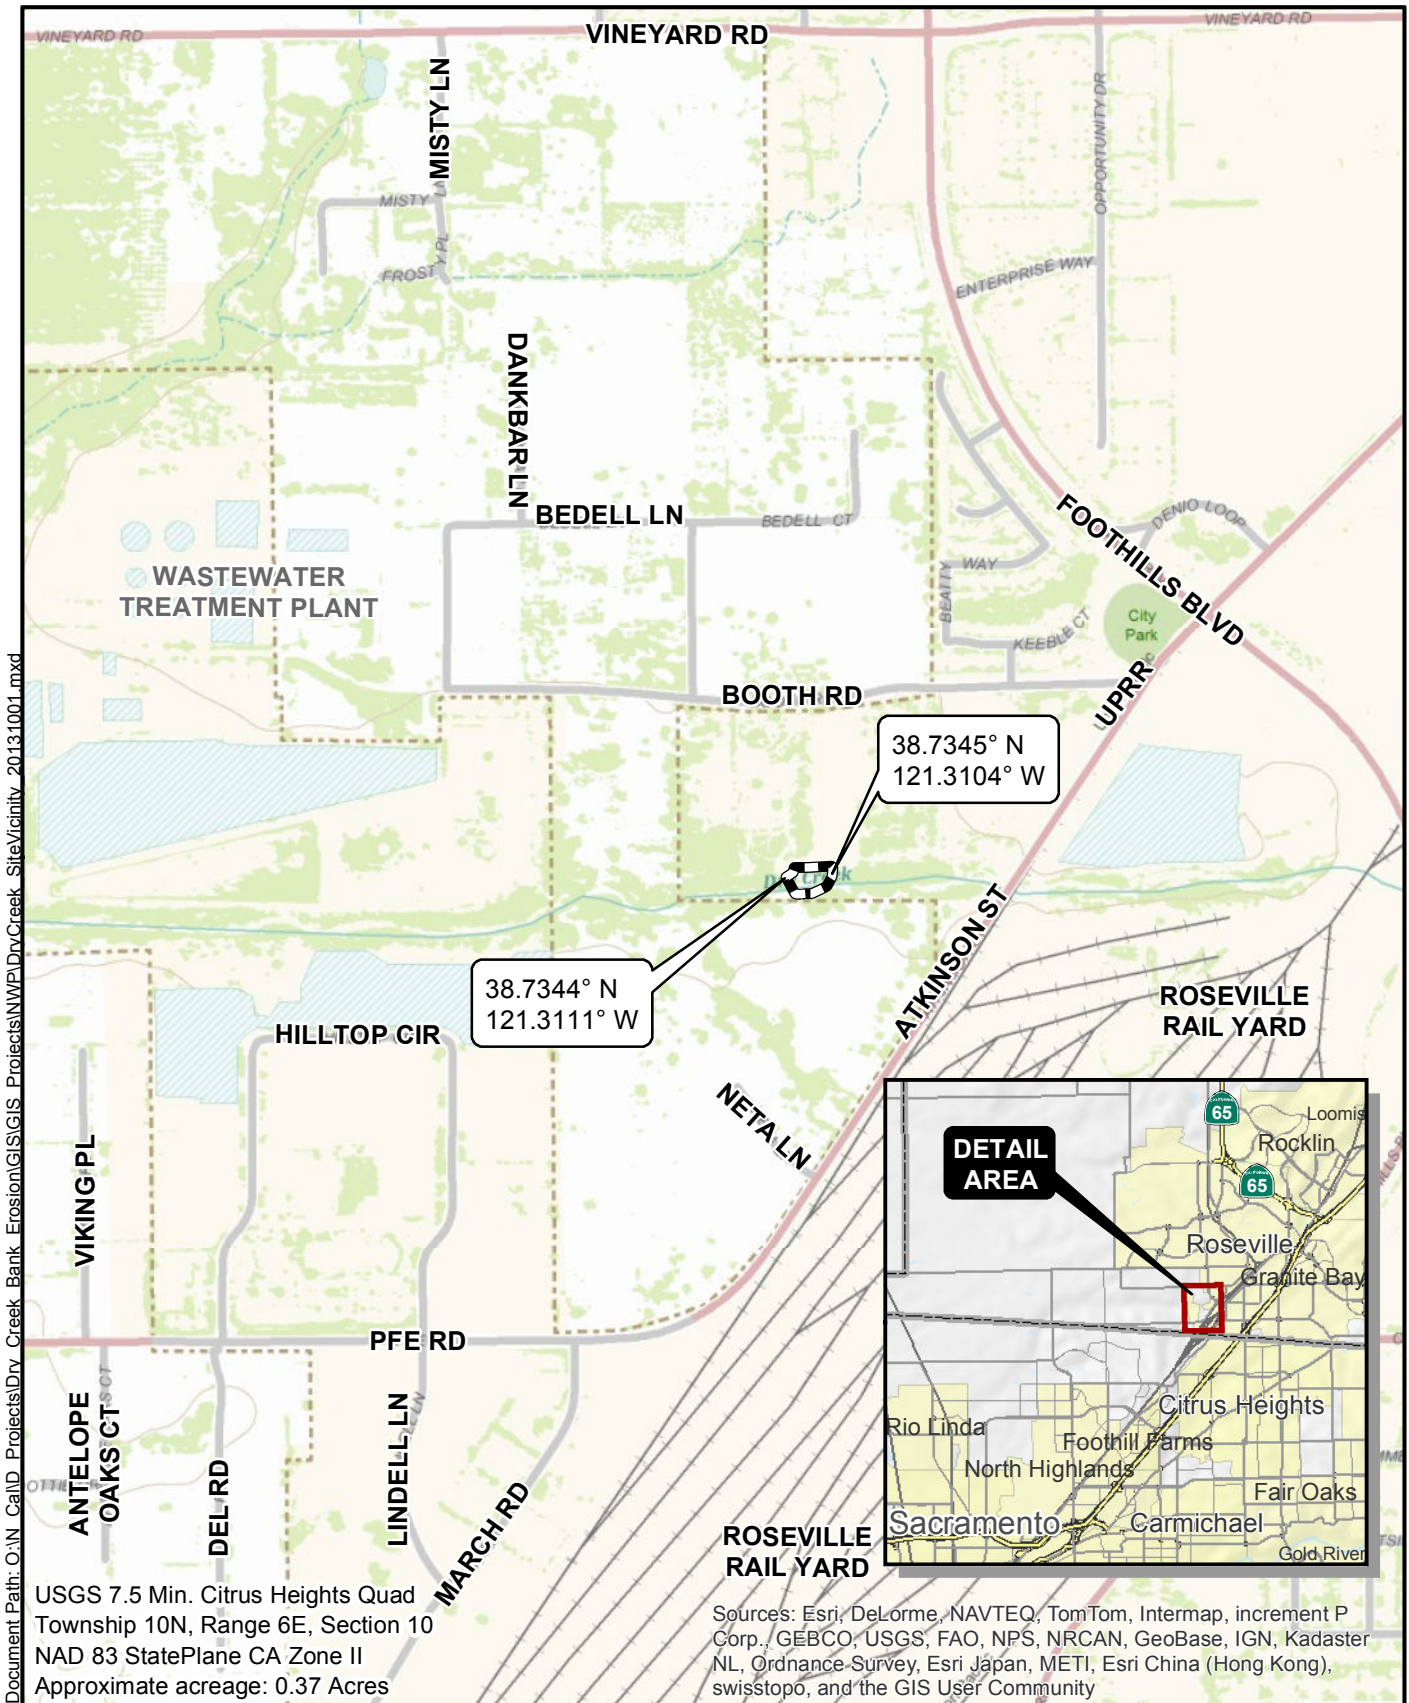 VINEYARD RD
VINEYARD RD
VINEYARD RD
MISTY LN
MISTY LN
FROSTY PL
OPPORTUNITY DR
ENTERPRISE WAY
DANKBAR LN
BEDELL LN
BEDELL CT
FOOTHILLS BLVD
DENIO LOOP
BEATTY
WAY
KEEBLE CT
City
Park
WASTEWATER
TREATMENT PLANT
BOOTH RD
UPRR
38.7345° N
121.3104° W
Dry Creek
38.7344° N
121.3111° W
ATKINSON ST
ROSEVILLE
RAIL YARD
HILLTOP CIR
NETA LN
VIKING PL
PFE RD
ANTELOPE
OAKS CT
DEL RD
LINDELL LN
MARCH RD
ROSEVILLE
RAIL YARD
DETAIL
AREA
65
65
Loomis
Rocklin
Roseville
Granite Bay
Citrus Heights
Rio Linda
Foothill Farms
North Highlands
Fair Oaks
Sacramento
Carmichael
Gold River
USGS 7.5 Min. Citrus Heights Quad
Township 10N, Range 6E, Section 10
NAD 83 StatePlane CA Zone II
Approximate acreage: 0.37 Acres
Sources: Esri, DeLorme, NAVTEQ, TomTom, Intermap, increment P
Corp., GEBCO, USGS, FAO, NPS, NRCAN, GeoBase, IGN, Kadaster
NL, Ordnance Survey, Esri Japan, METI, Esri China (Hong Kong),
swisstopo, and the GIS User Community
Document Path: O:\N_Cal\D_Projects\Dry_Creek_Bank_Erosion\GIS\GIS_Projects\NWP\DryCreek_SiteVicinity_20131001.mxd